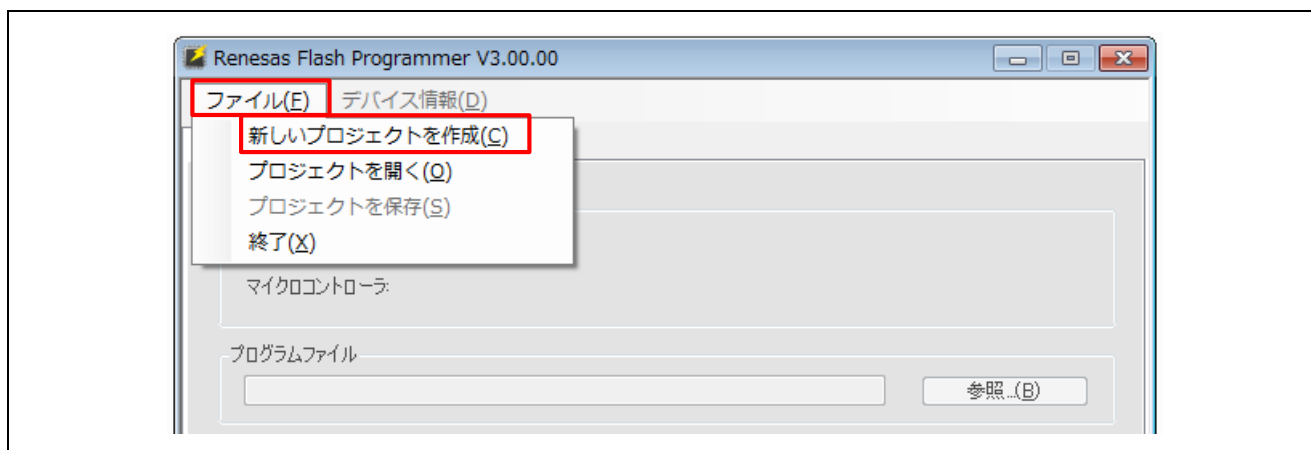 Renesas Flash Programmer V3.00.00
ファイル(F) デバイス情報(D)
新しいプロジェクトを作成(C)
プロジェクトを開く(O)
プロジェクトを保存(S)
終了(X)
マイクロコントローラ:
プログラムファイル
参照...(B)